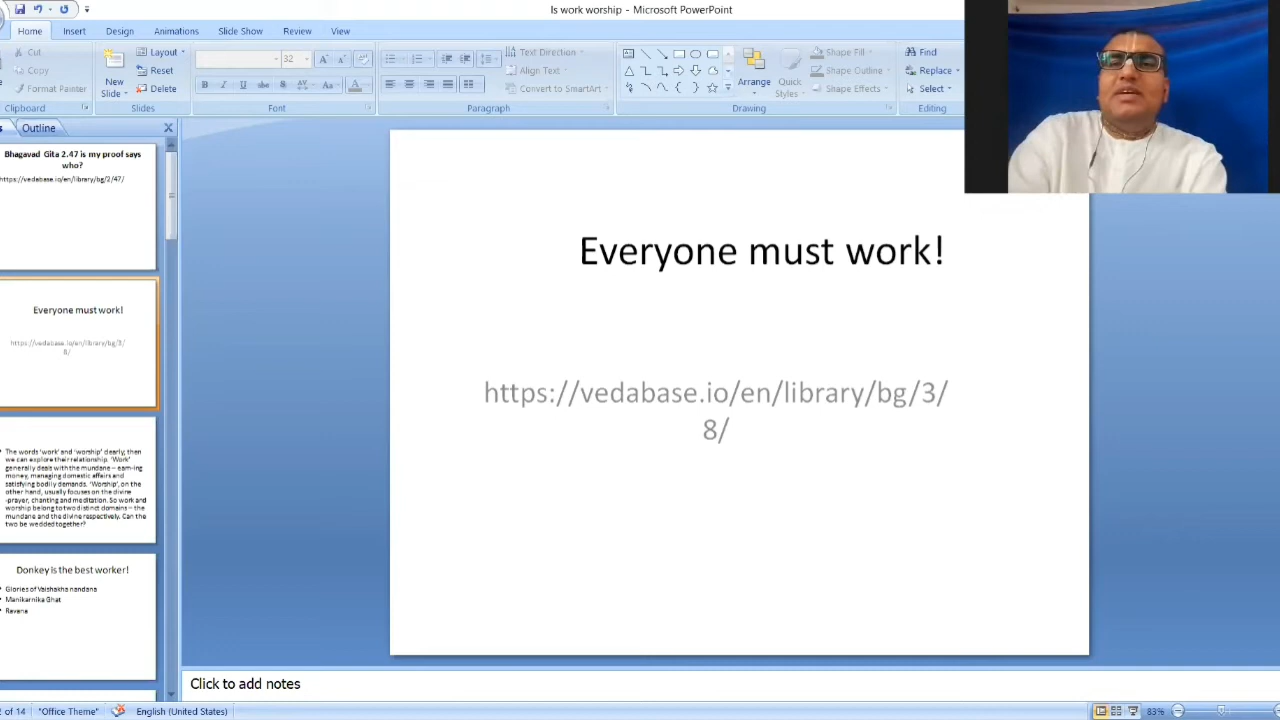 Is work worship - Microsoft PowerPoint
Home Insert Design Animations Slide Show Review View
Cut
Copy
Format Painter
Clipboard
New Slide
Layout
Reset
Delete
Slides
32
Font
Text Direction
Align Text
Convert to SmartArt
Paragraph
Arrange
Quick Styles
Shape Fill
Shape Outline
Shape Effects
Drawing
Find
Replace
Select
Editing
Outline
Bhagavad Gita 2.47 is my proof says
who?
https://vedabase.io/en/library/bg/2/47/
Everyone must work!
https://vedabase.io/en/library/bg/3/
8/
The words 'work' and 'worship' clearly, then
we can explore their relationship. 'Work'
generally deals with the mundane – earn-ing
money, managing domestic affairs and
satisfying bodily demands. 'Worship', on the
other hand, usually focuses on the divine
-prayer, chanting and meditation. So work and
worship belong to two distinct domains – the
mundane and the divine respectively. Can the
two be wedded together?
Donkey is the best worker!
Glories of Vaishakha nandana
Manikarnika Ghat
Ravana
Everyone must work!
https://vedabase.io/en/library/bg/3/
8/
Click to add notes
of 14 "Office Theme" English (United States) 83%